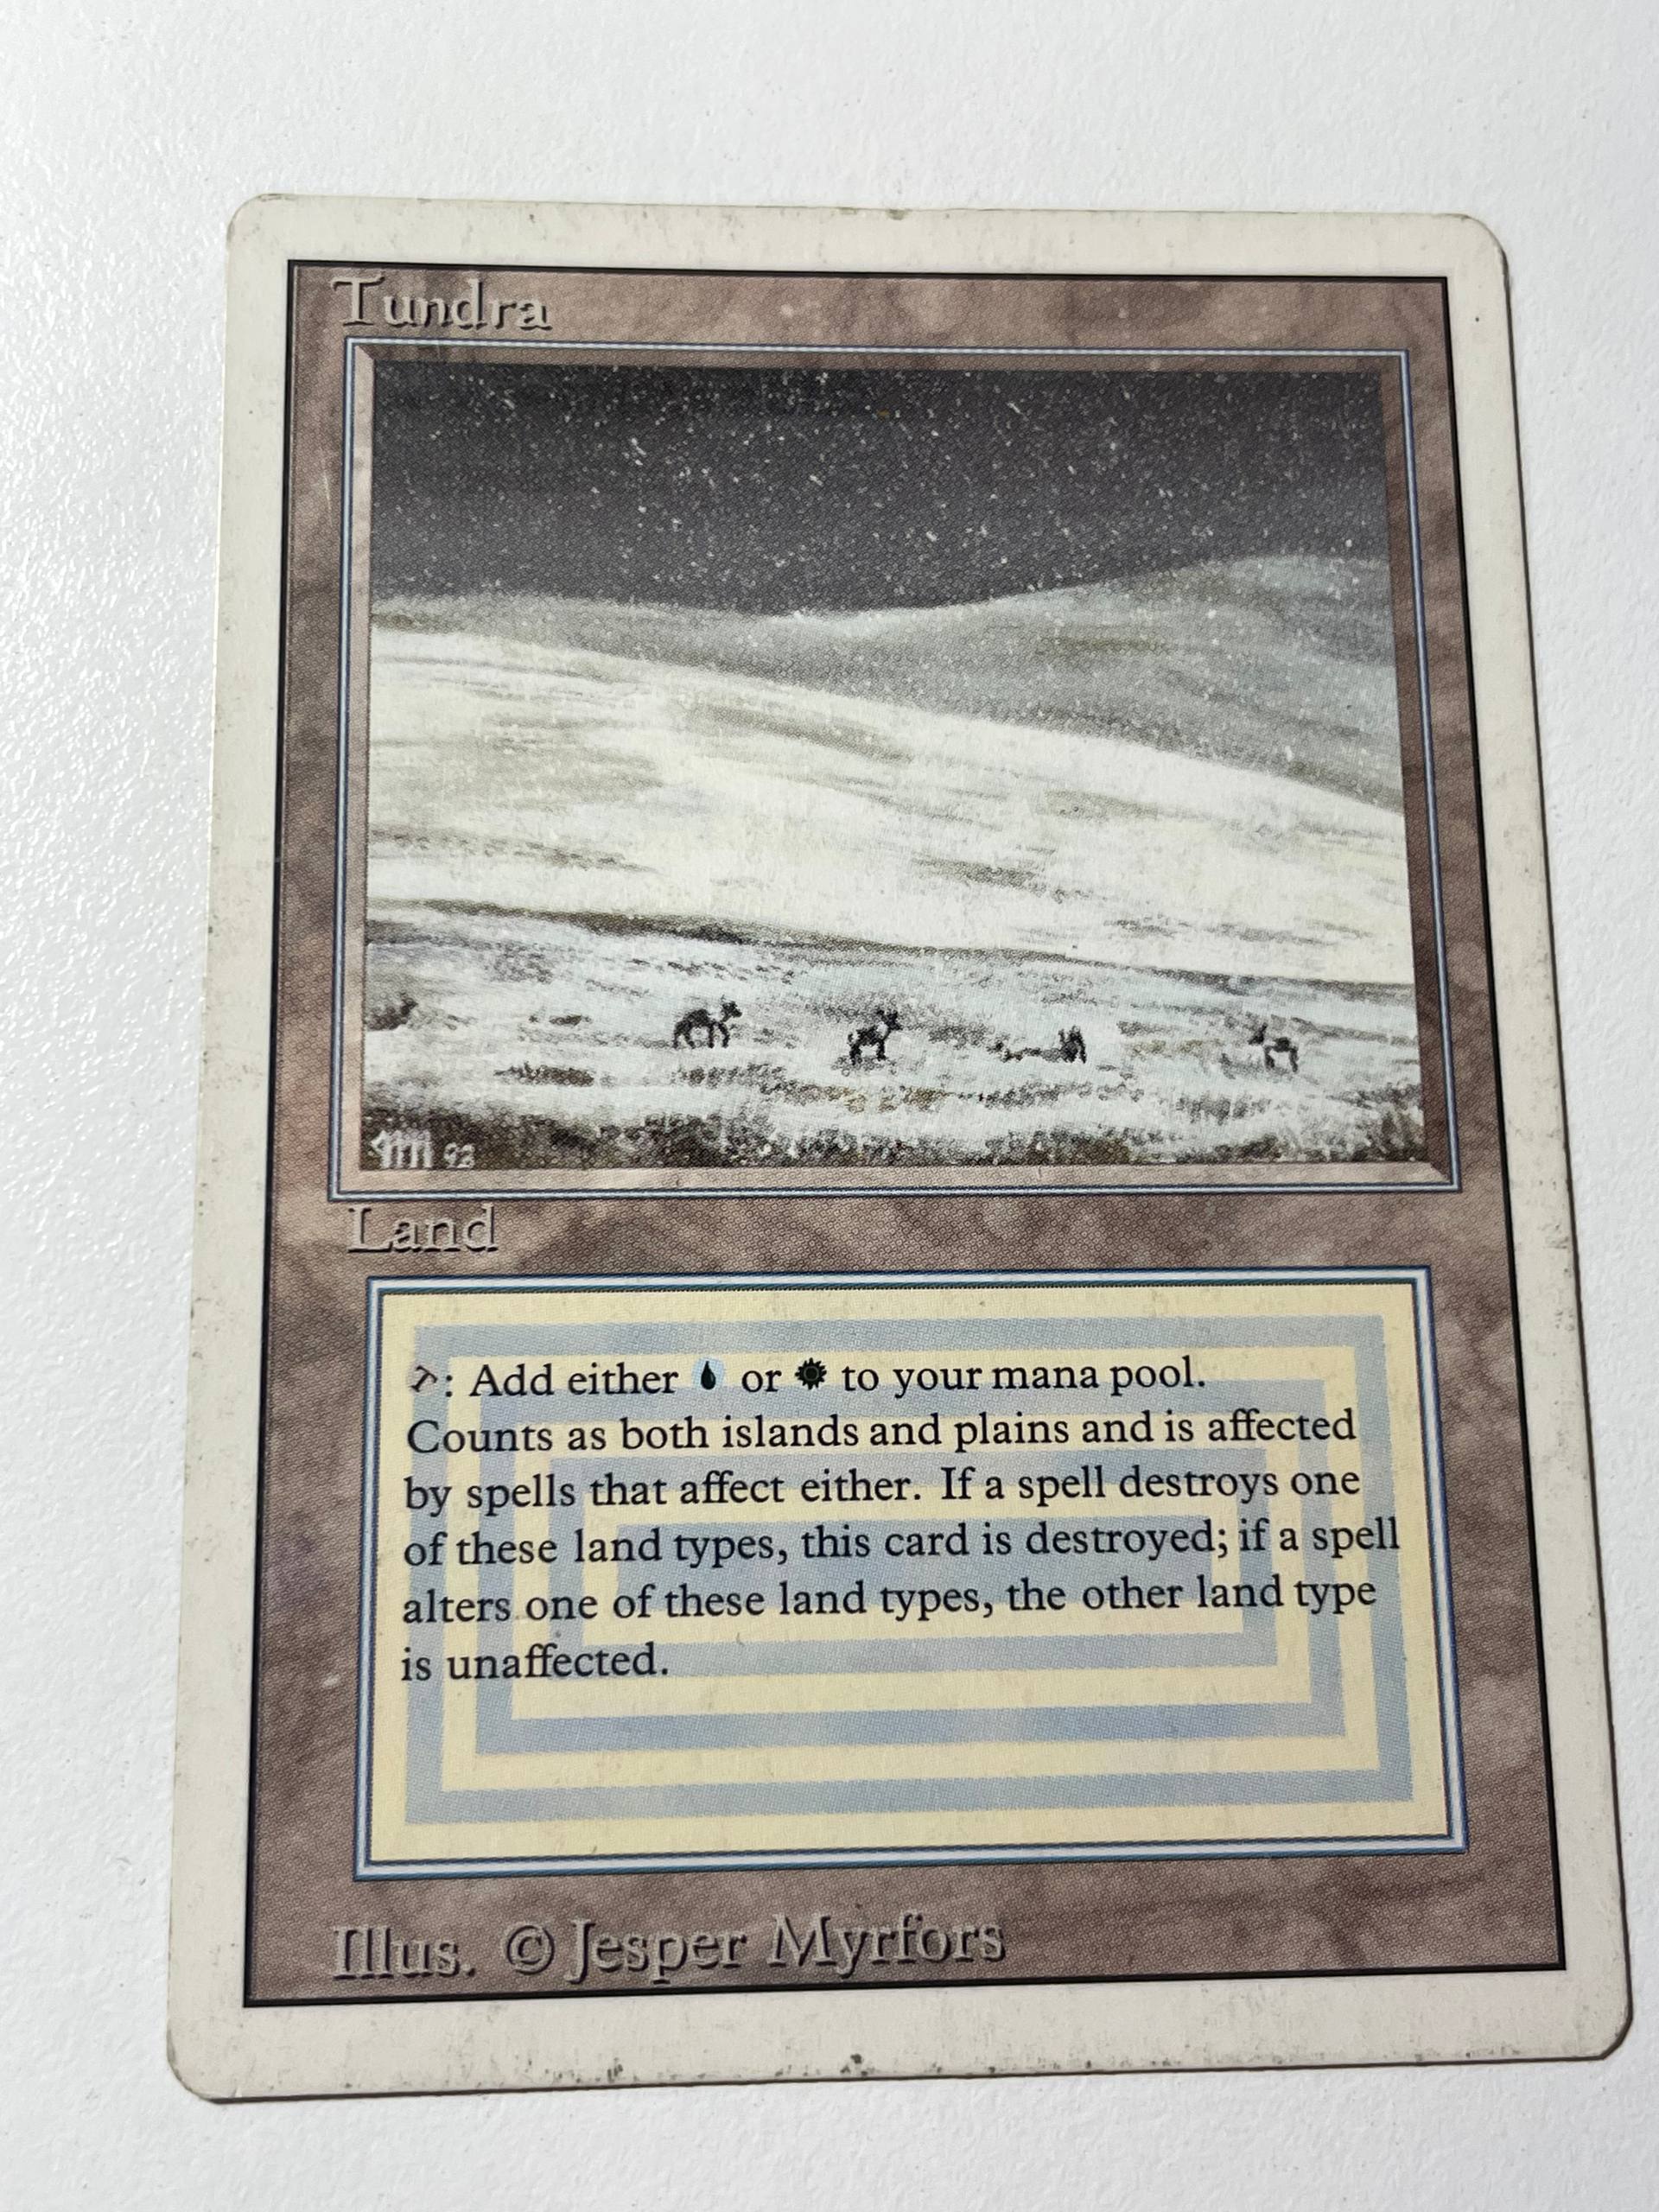 Tundra
92
Land
: Add either or to your mana pool.
Counts as both islands and plains and is affected
by spells that affect either. If a spell destroys one
of these land types, this card is destroyed; if a spell
alters one of these land types, the other land type
is unaffected.
Illus. © Jesper Myrfors